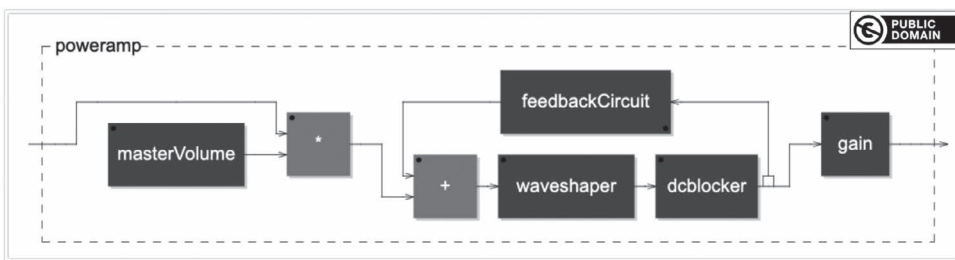 PUBLIC
DOMAIN
poweramp
feedbackCircuit
masterVolume
*
+
waveshaper
dcblocker
gain